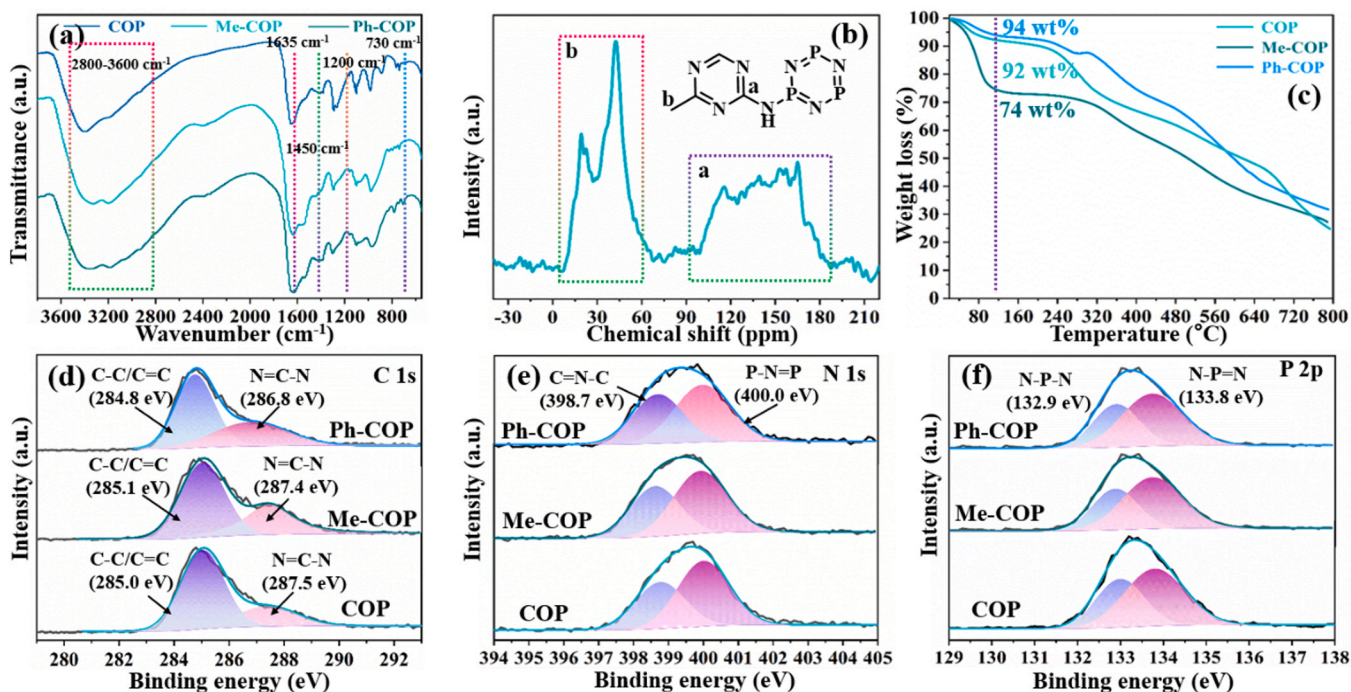 (a)
COP
Me-COP
Ph-COP
2800-3600 cm⁻¹
1635 cm⁻¹
1200 cm⁻¹
730 cm⁻¹
1450 cm⁻¹
Transmittance (a.u.)
3600 3200 2800 2400 2000 1600 1200 800
Wavenumber (cm⁻¹)
(b)
b
a
b
a
N
N
N
N
H
P
N
P
N
P
N
Intensity (a.u.)
-30 0 30 60 90 120 150 180 210
Chemical shift (ppm)
(c)
COP
Me-COP
Ph-COP
94 wt%
92 wt%
74 wt%
Weight loss (%)
100
90
80
70
60
50
40
30
20
10
0
80 160 240 320 400 480 560 640 720 800
Temperature (°C)
(d)
C 1s
C-C/C=C
(284.8 eV)
N=C-N
(286.8 eV)
Ph-COP
C-C/C=C
(285.1 eV)
N=C-N
(287.4 eV)
Me-COP
C-C/C=C
(285.0 eV)
N=C-N
(287.5 eV)
COP
Intensity (a.u.)
280 282 284 286 288 290 292
Binding energy (eV)
(e)
N 1s
C=N-C
(398.7 eV)
P-N=P
(400.0 eV)
Ph-COP
Me-COP
COP
Intensity (a.u.)
394 395 396 397 398 399 400 401 402 403 404 405
Binding energy (eV)
(f)
P 2p
N-P-N
(132.9 eV)
N-P=N
(133.8 eV)
Ph-COP
Me-COP
COP
Intensity (a.u.)
129 130 131 132 133 134 135 136 137 138
Binding energy (eV)